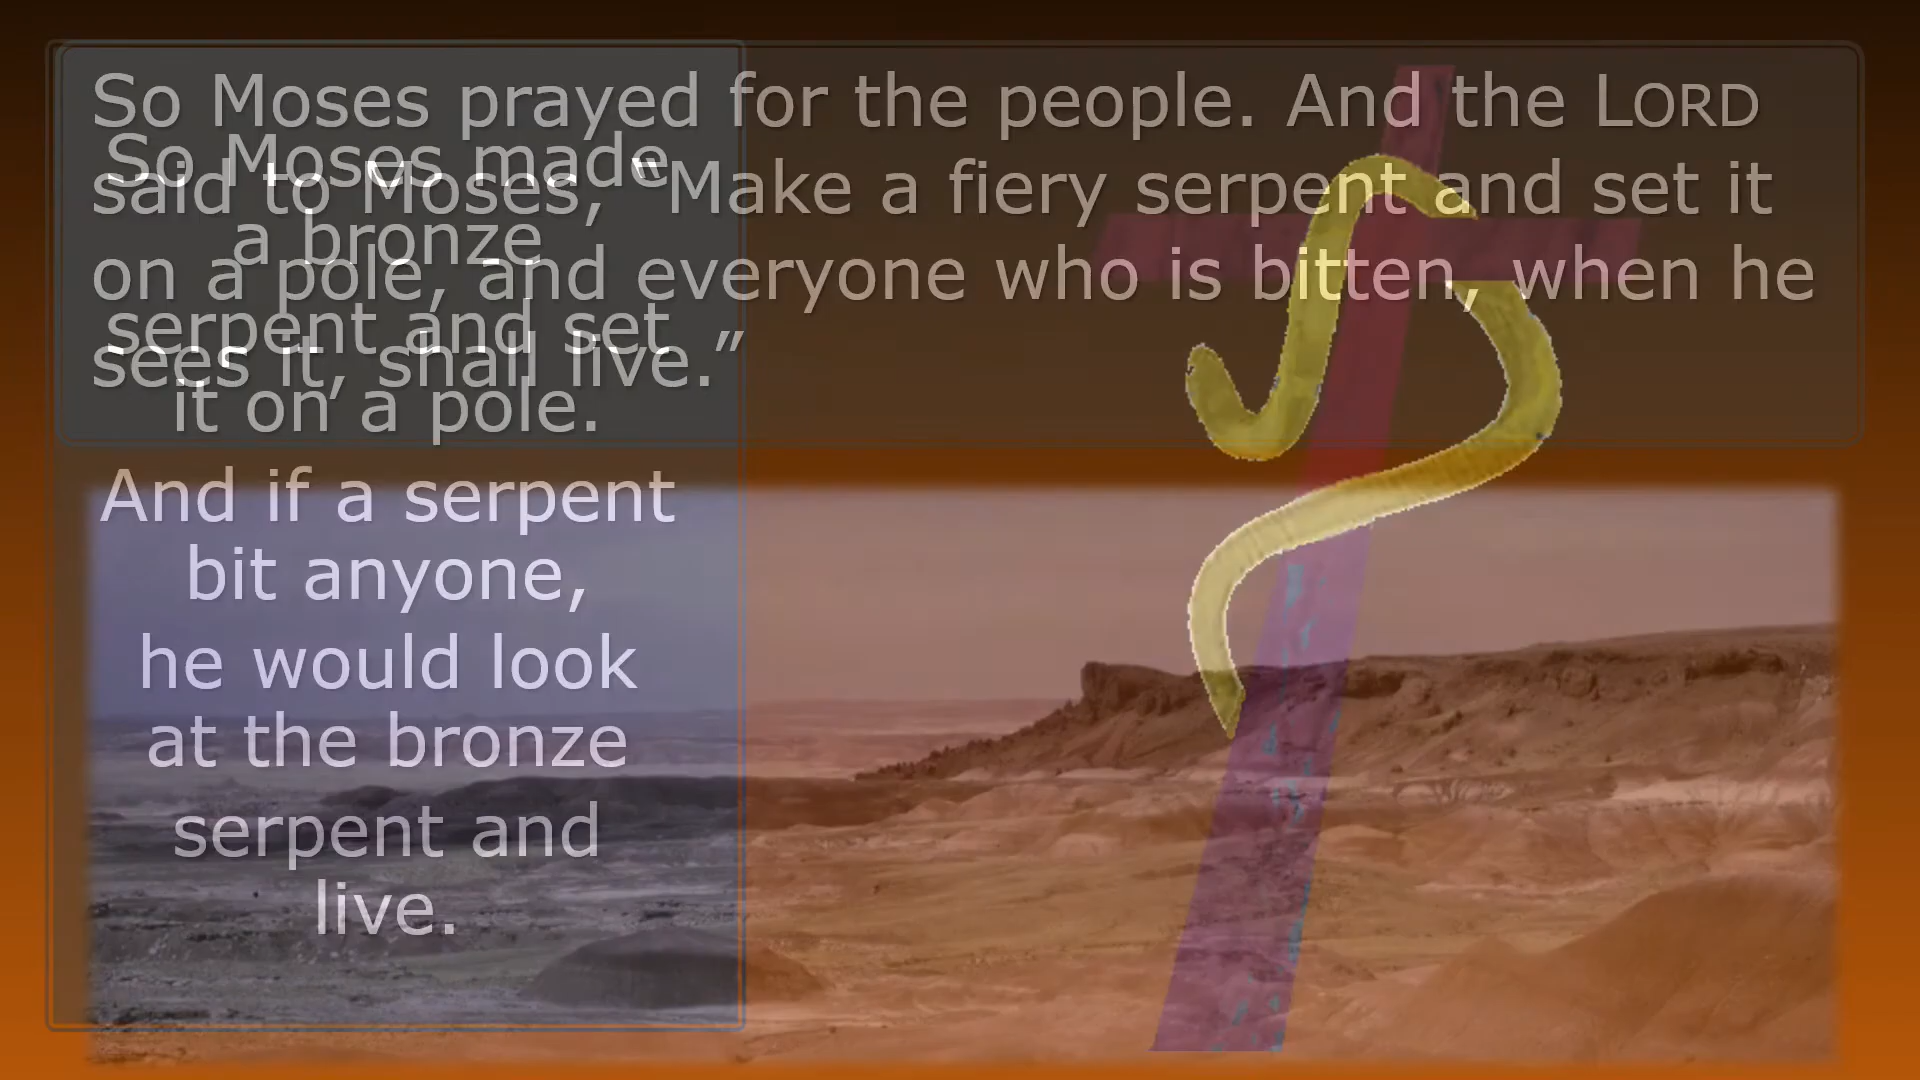 So Moses prayed for the people. And the LORD
said to Moses, “Make a fiery serpent and set it
on a pole, and everyone who is bitten, when he
sees it, shall live.”
So Moses made
a bronze
serpent and set
it on a pole.
And if a serpent
bit anyone,
he would look
at the bronze
serpent and
live.